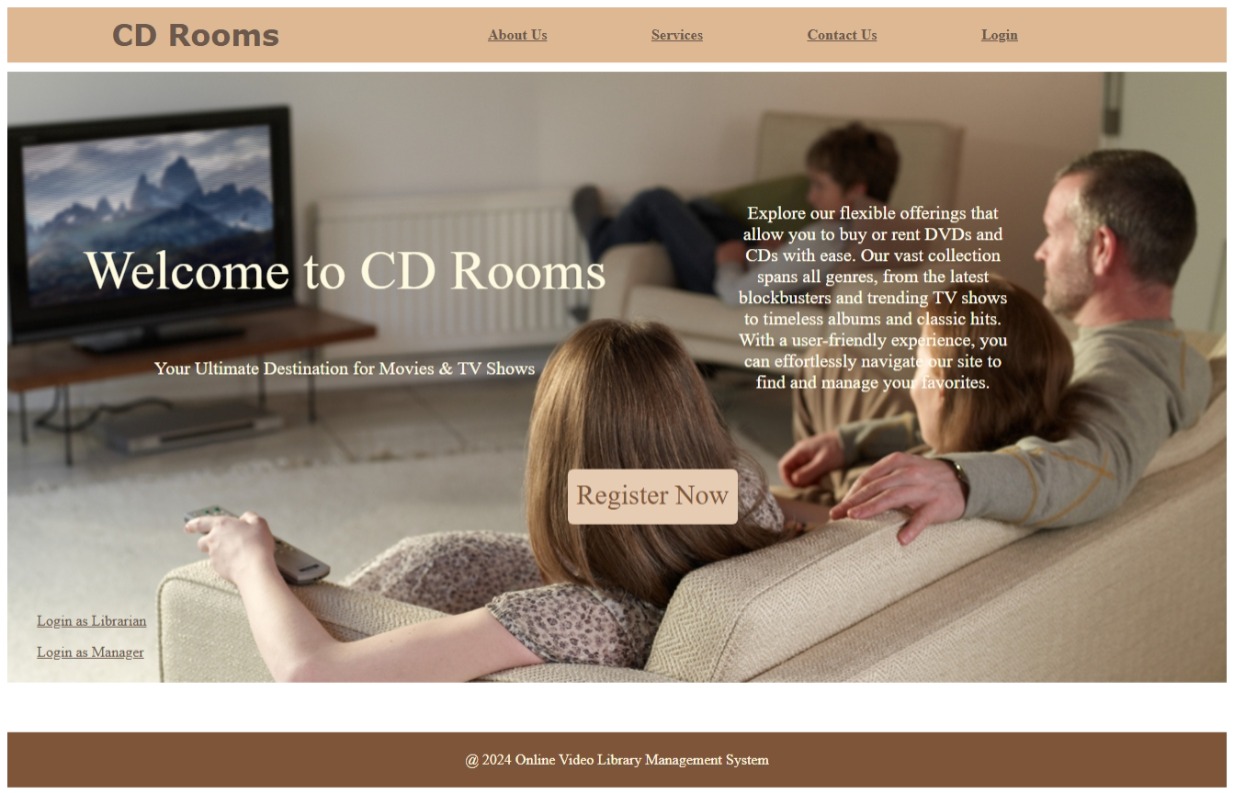 CD Rooms
About Us
Services
Contact Us
Login
Welcome to CD Rooms
Your Ultimate Destination for Movies & TV Shows
Explore our flexible offerings that
allow you to buy or rent DVDs and
CDs with ease. Our vast collection
spans all genres, from the latest
blockbusters and trending TV shows
to timeless albums and classic hits.
With a user-friendly experience, you
can effortlessly navigate our site to
find and manage your favorites.
Register Now
Login as Librarian
Login as Manager
@ 2024 Online Video Library Management System